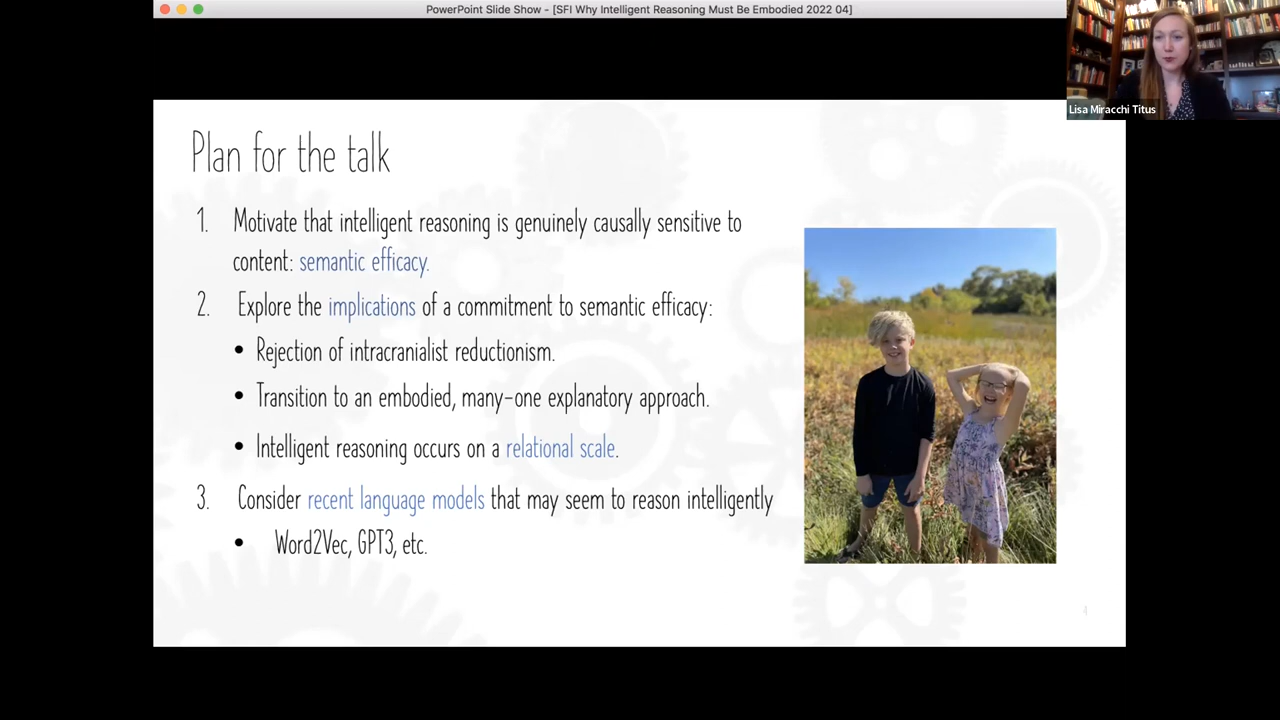 PowerPoint Slide Show - [SFI Why Intelligent Reasoning Must Be Embodied 2022 04]
Lisa Miracchi Titus
Plan for the talk
1. Motivate that intelligent reasoning is genuinely causally sensitive to
content: semantic efficacy.
2. Explore the implications of a commitment to semantic efficacy:
• Rejection of intracranialist reductionism.
• Transition to an embodied, many-one explanatory approach.
• Intelligent reasoning occurs on a relational scale.
3. Consider recent language models that may seem to reason intelligently
• Word2Vec, GPT3, etc.
4